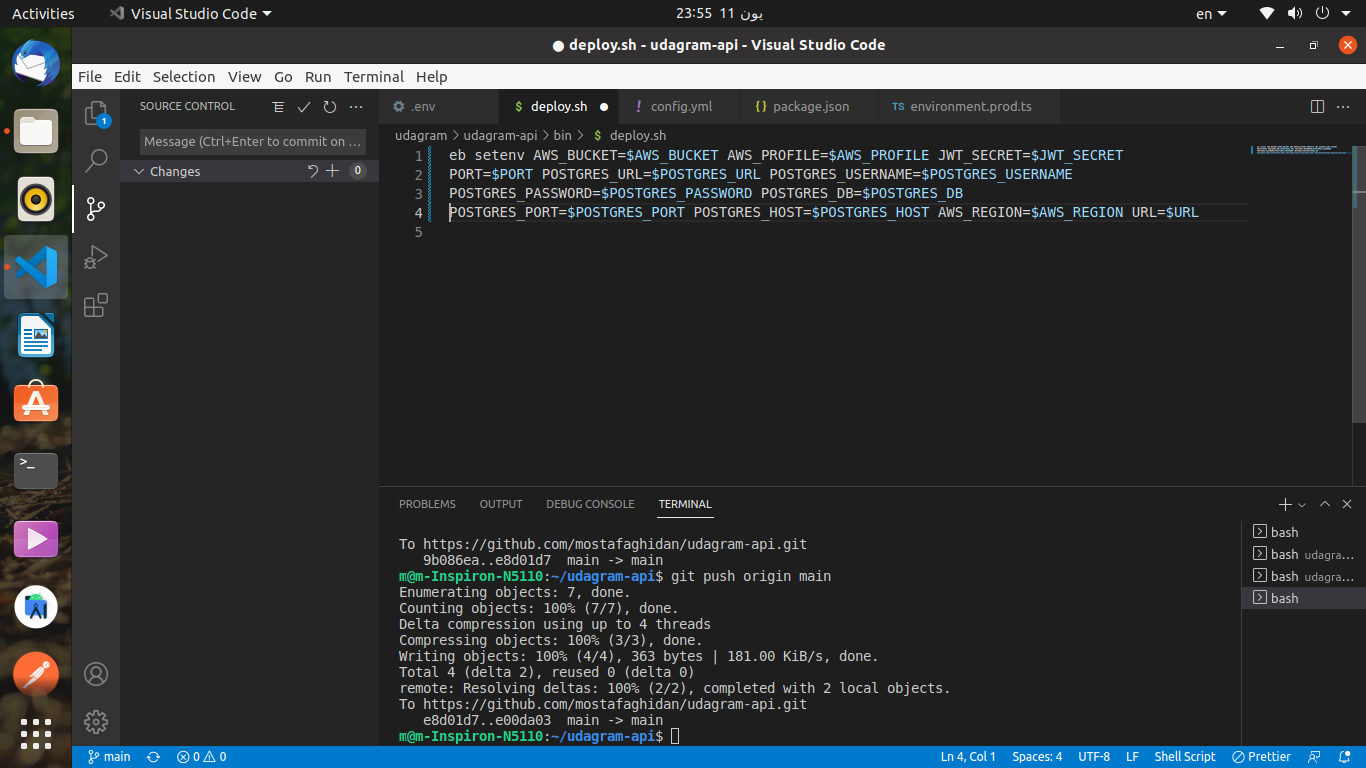 Activities
Visual Studio Code
23:55 11 يون
en
● deploy.sh - udagram-api - Visual Studio Code
File Edit Selection View Go Run Terminal Help
SOURCE CONTROL
.env
$ deploy.sh ●
! config.yml
{} package.json
TS environment.prod.ts
1
udagram > udagram-api > bin > $ deploy.sh
Message (Ctrl+Enter to commit on …
Changes
0
1 eb setenv AWS_BUCKET=$AWS_BUCKET AWS_PROFILE=$AWS_PROFILE JWT_SECRET=$JWT_SECRET
2 PORT=$PORT POSTGRES_URL=$POSTGRES_URL POSTGRES_USERNAME=$POSTGRES_USERNAME
3 POSTGRES_PASSWORD=$POSTGRES_PASSWORD POSTGRES_DB=$POSTGRES_DB
4 POSTGRES_PORT=$POSTGRES_PORT POSTGRES_HOST=$POSTGRES_HOST AWS_REGION=$AWS_REGION URL=$URL
5
PROBLEMS OUTPUT DEBUG CONSOLE TERMINAL
To https://github.com/mostafaghidan/udagram-api.git
9b086ea..e8d01d7 main -> main
m@m-Inspiron-N5110:~/udagram-api$ git push origin main
Enumerating objects: 7, done.
Counting objects: 100% (7/7), done.
Delta compression using up to 4 threads
Compressing objects: 100% (3/3), done.
Writing objects: 100% (4/4), 363 bytes | 181.00 KiB/s, done.
Total 4 (delta 2), reused 0 (delta 0)
remote: Resolving deltas: 100% (2/2), completed with 2 local objects.
To https://github.com/mostafaghidan/udagram-api.git
e8d01d7..e00da03 main -> main
m@m-Inspiron-N5110:~/udagram-api$
bash
bash udagra…
bash udagra…
bash
main
0 0
Ln 4, Col 1
Spaces: 4
UTF-8
LF
Shell Script
Prettier